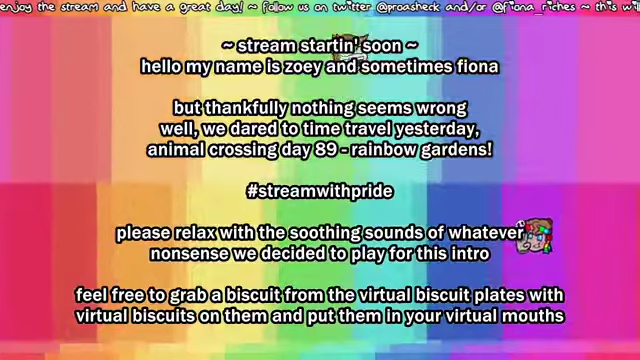 enjoy the stream and have a great day! ~ follow us on twitter @proasheck and/or @fiona_riches ~ this wil
~ stream startin' soon ~
hello my name is zoey and sometimes fiona
but thankfully nothing seems wrong
well, we dared to time travel yesterday,
animal crossing day 89 - rainbow gardens!
#streamwithpride
please relax with the soothing sounds of whatever
nonsense we decided to play for this intro
feel free to grab a biscuit from the virtual biscuit plates with
virtual biscuits on them and put them in your virtual mouths